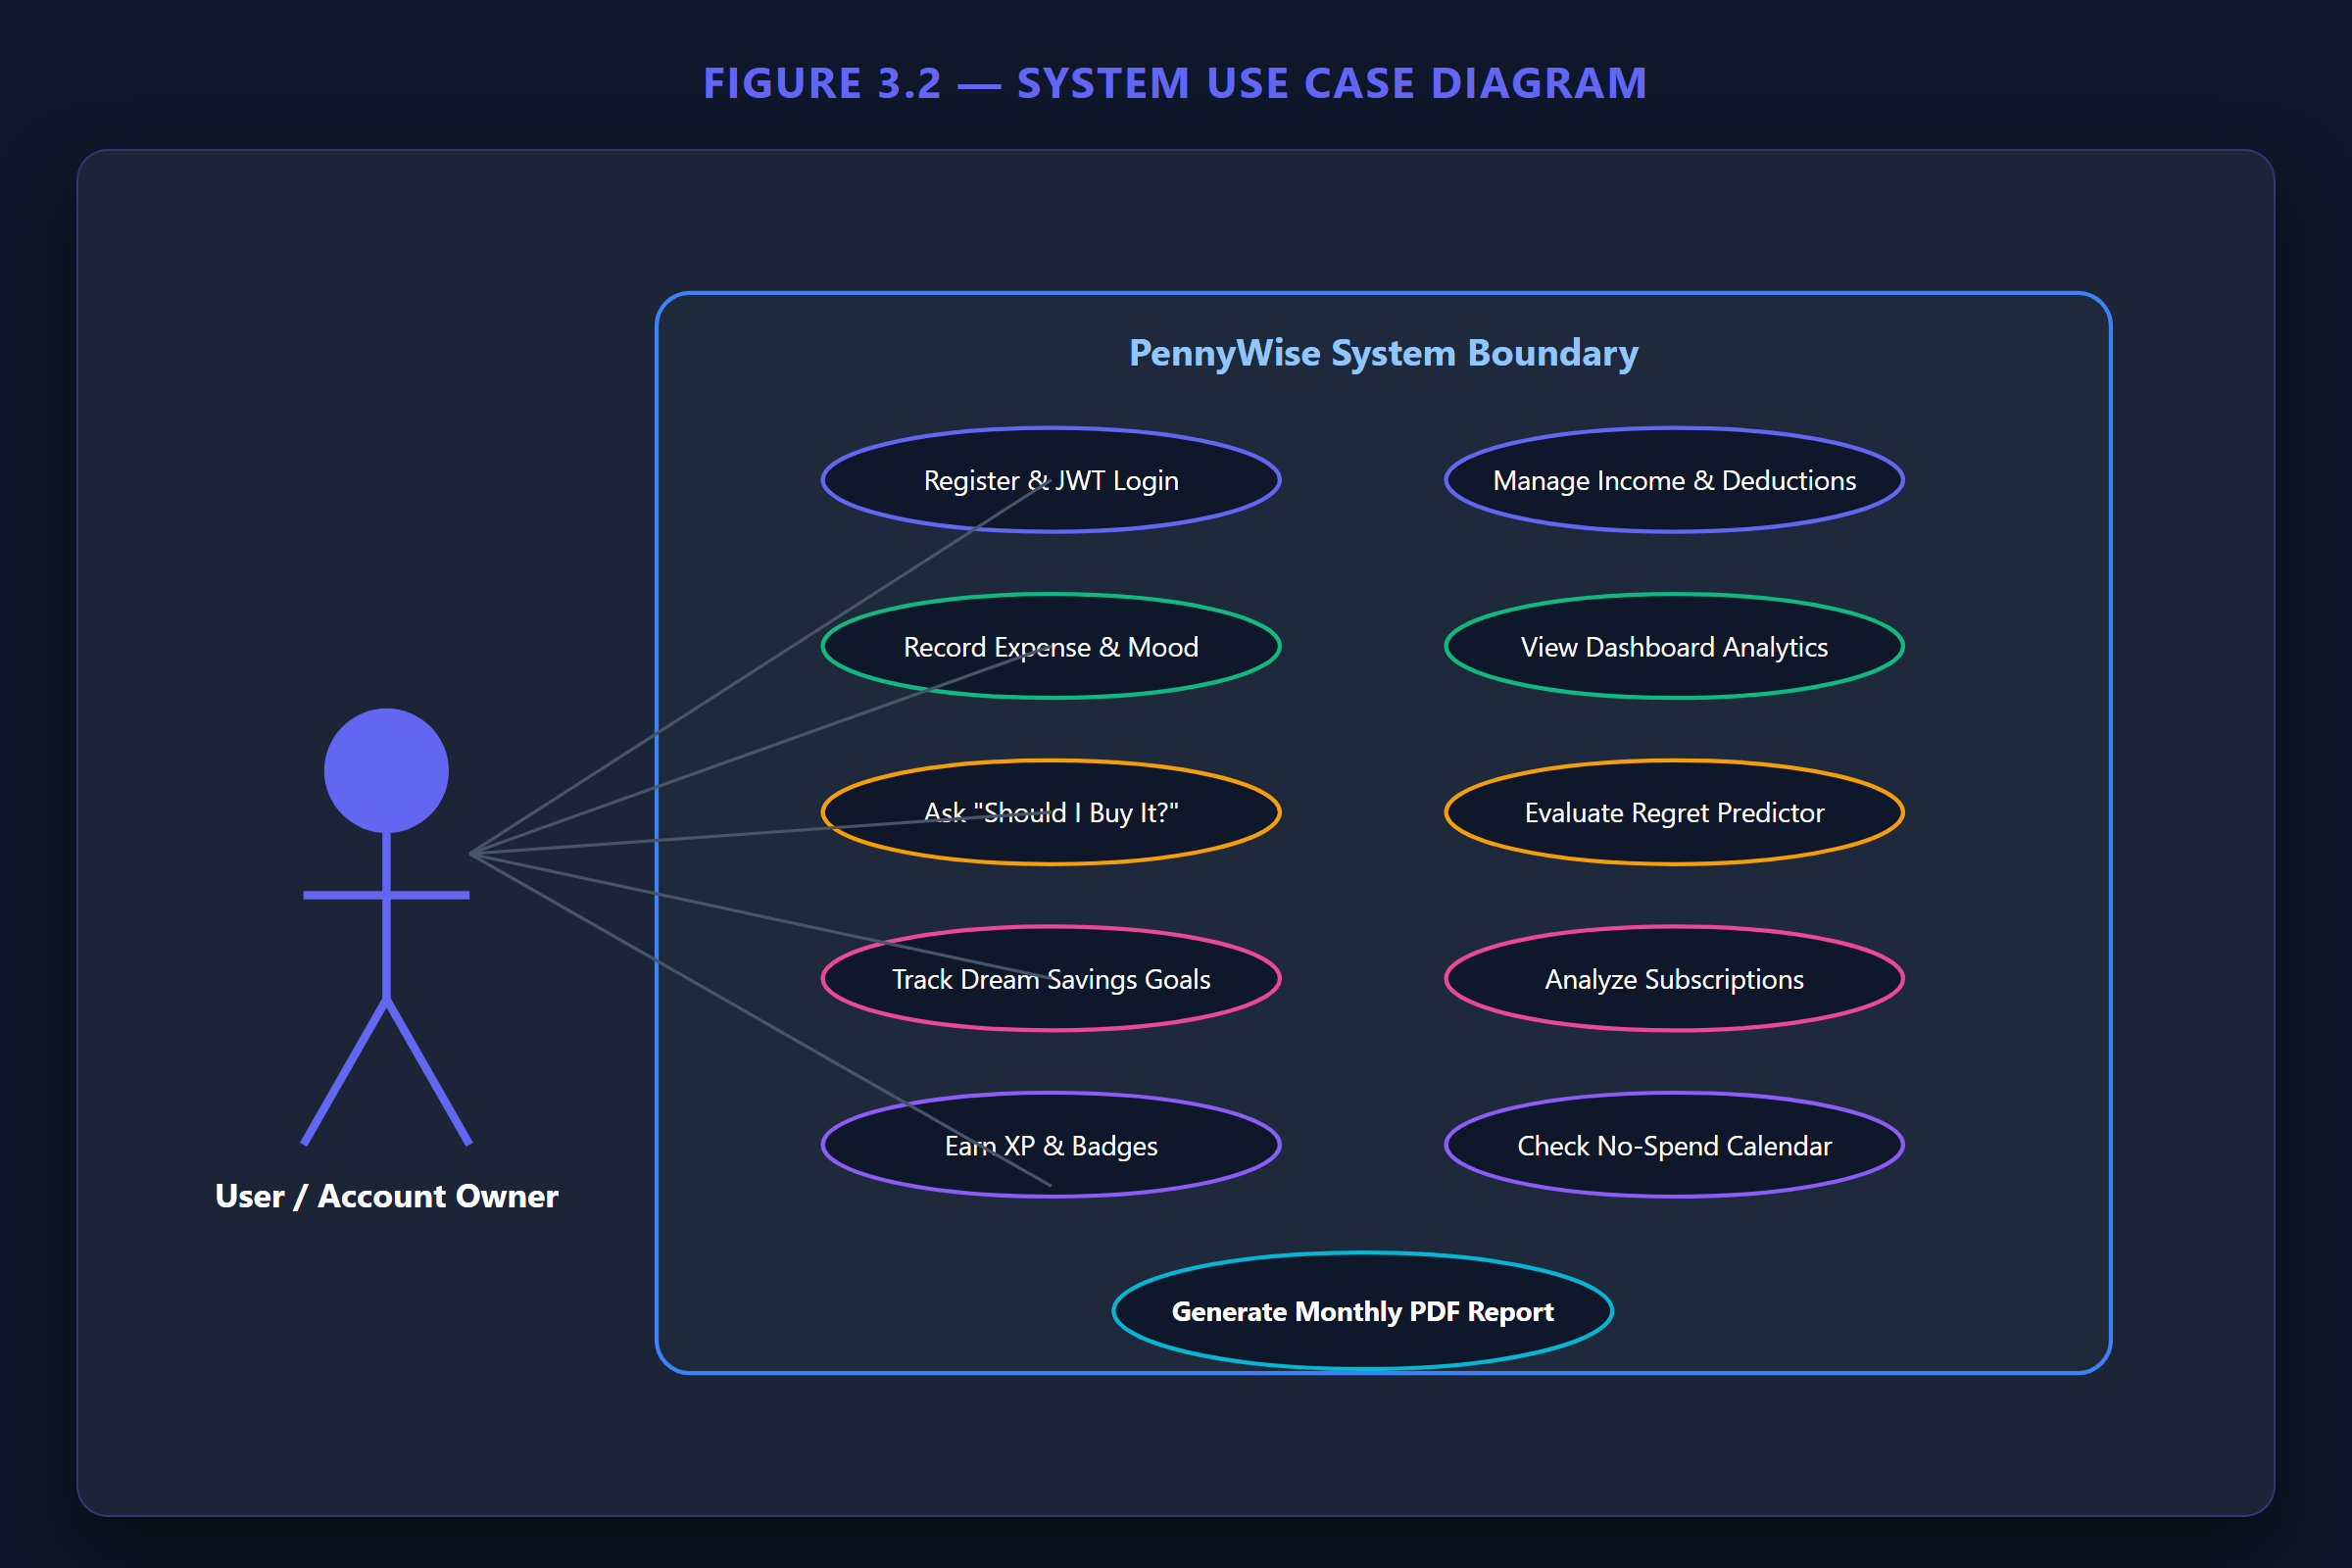 FIGURE 3.2 — SYSTEM USE CASE DIAGRAM
PennyWise System Boundary
Register & JWT Login
Manage Income & Deductions
Record Expense & Mood
View Dashboard Analytics
Ask "Should I Buy It?"
Evaluate Regret Predictor
Track Dream Savings Goals
Analyze Subscriptions
Earn XP & Badges
Check No-Spend Calendar
User / Account Owner
Generate Monthly PDF Report